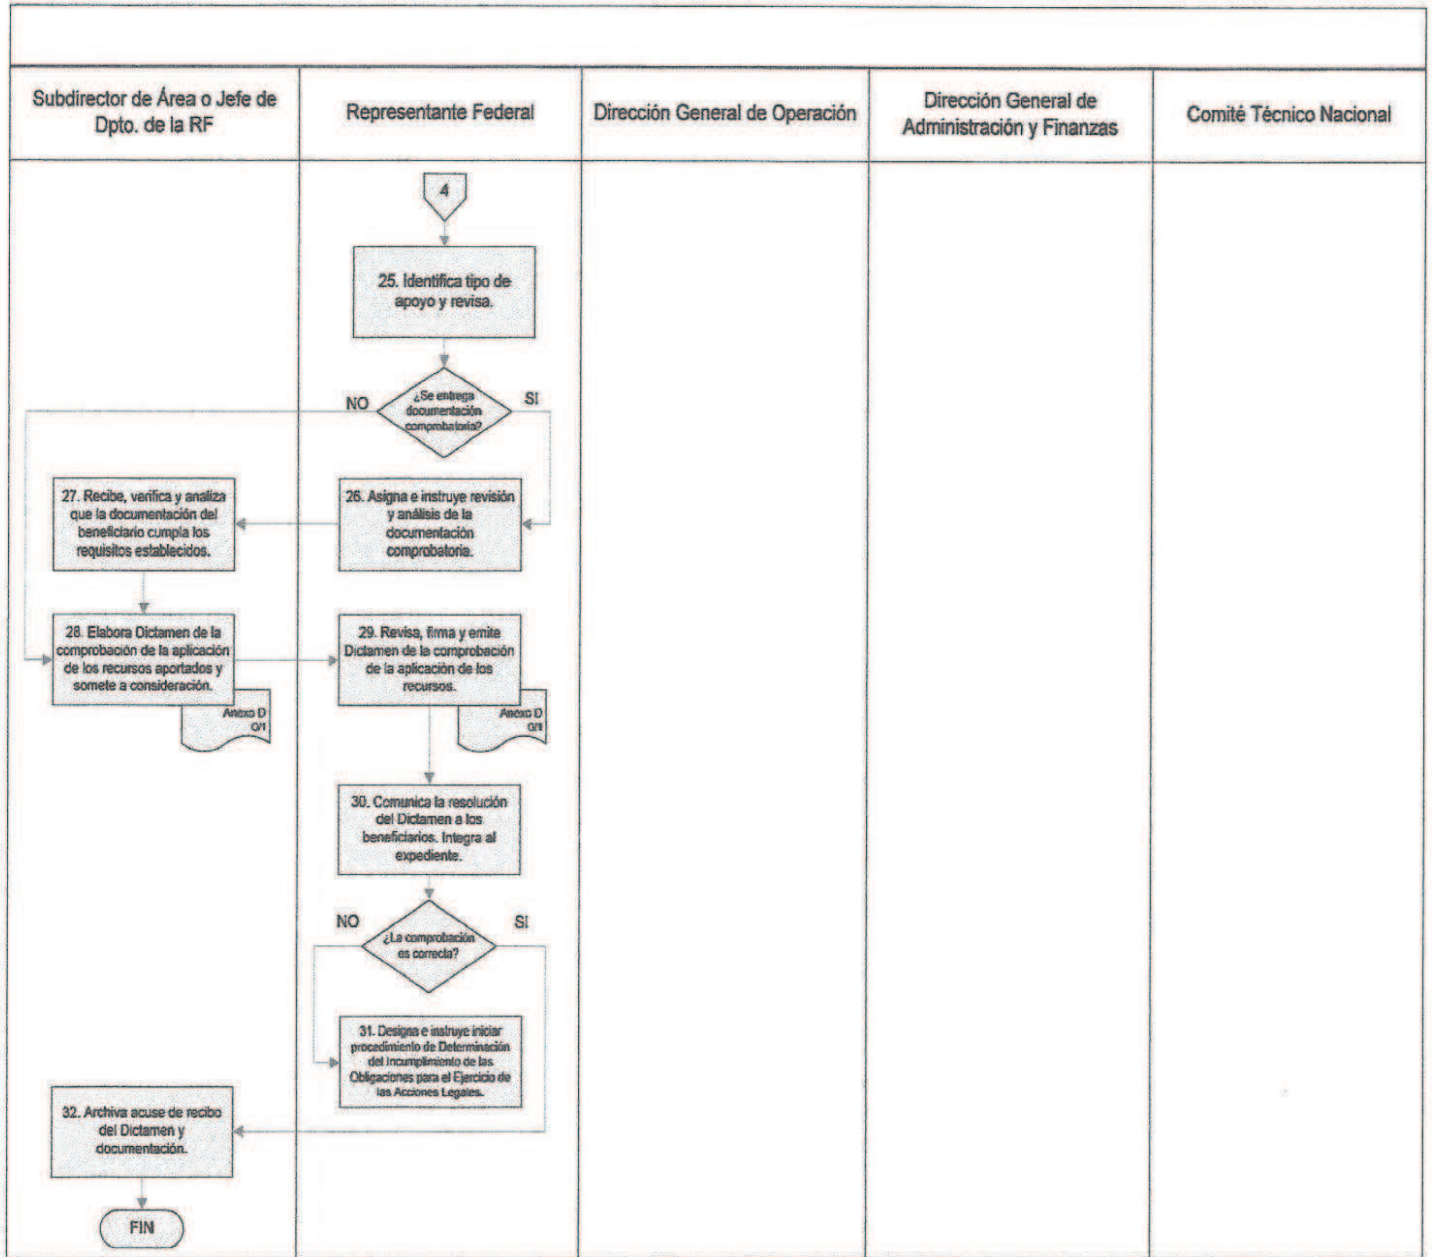 Subdirector de Área o Jefe de
Dpto. de la RF
Representante Federal
Dirección General de Operación
Dirección General de
Administración y Finanzas
Comité Técnico Nacional
4
25. Identifica tipo de
apoyo y revisa.
NO
¿Se entrega
documentación
comprobatoria?
SI
27. Recibe, verifica y analiza
que la documentación del
beneficiario cumpla los
requisitos establecidos.
26. Asigna e instruye revisión
y análisis de la
documentación
comprobatoria.
28. Elabora Dictamen de la
comprobación de la aplicación
de los recursos aportados y
somete a consideración.
Anexo D
O/1
29. Revisa, firma y emite
Dictamen de la comprobación
de la aplicación de los
recursos.
Anexo D
30. Comunica la resolución
del Dictamen a los
beneficiarios. Integra al
expediente.
NO
¿La comprobación
es correcta?
SI
31. Designa e instruye iniciar
procedimiento de Determinación
del Incumplimiento de las
Obligaciones para el Ejercicio de
las Acciones Legales.
32. Archiva acuse de recibo
del Dictamen y
documentación.
FIN